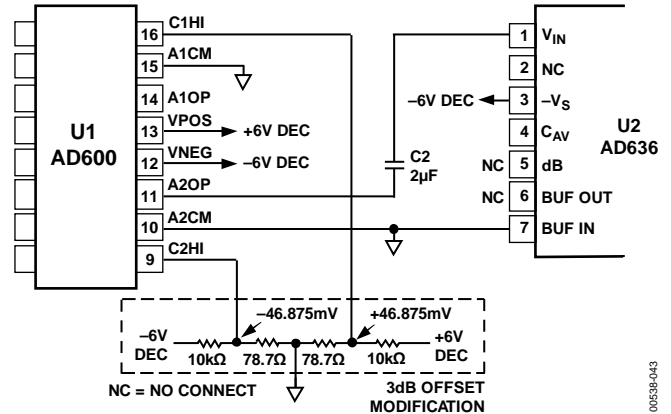 U1
AD600
16 C1HI
15 A1CM
14 A1OP
13 VPOS
+6V DEC
12 VNEG
–6V DEC
11 A2OP
10 A2CM
9 C2HI
C2
2µF
U2
AD636
1 VIN
2 NC
–6V DEC
3 –VS
4 CAV
NC 5 dB
NC 6 BUF OUT
7 BUF IN
–46.875mV
+46.875mV
–6V
DEC
10kΩ
78.7Ω
78.7Ω
10kΩ
+6V
DEC
NC = NO CONNECT
3dB OFFSET
MODIFICATION
00538-043